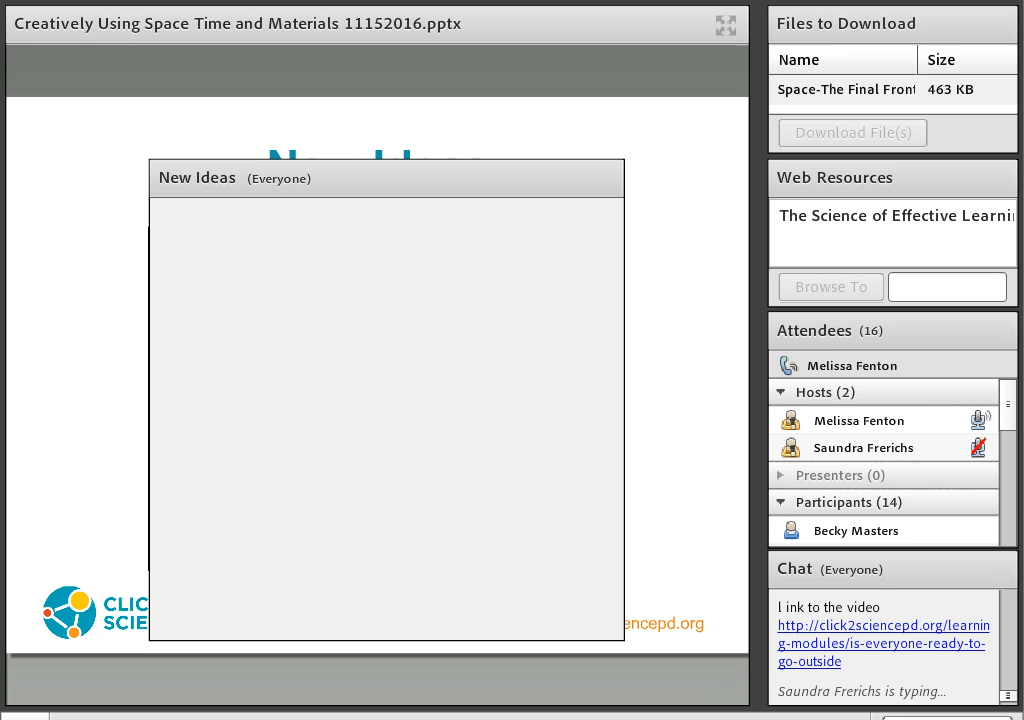 Creatively Using Space Time and Materials 11152016.pptx
New Ideas (Everyone)
CLIC
SCIE
encepd.org
Files to Download
Name Size
Space-The Final Front 463 KB
Download File(s)
Web Resources
The Science of Effective Learni
Browse To
Attendees (16)
Melissa Fenton
Hosts (2)
Melissa Fenton
Saundra Frerichs
Presenters (0)
Participants (14)
Becky Masters
Chat (Everyone)
l ink to the video
http://click2sciencepd.org/learnin
g-modules/is-everyone-ready-to-
go-outside
Saundra Frerichs is typing...